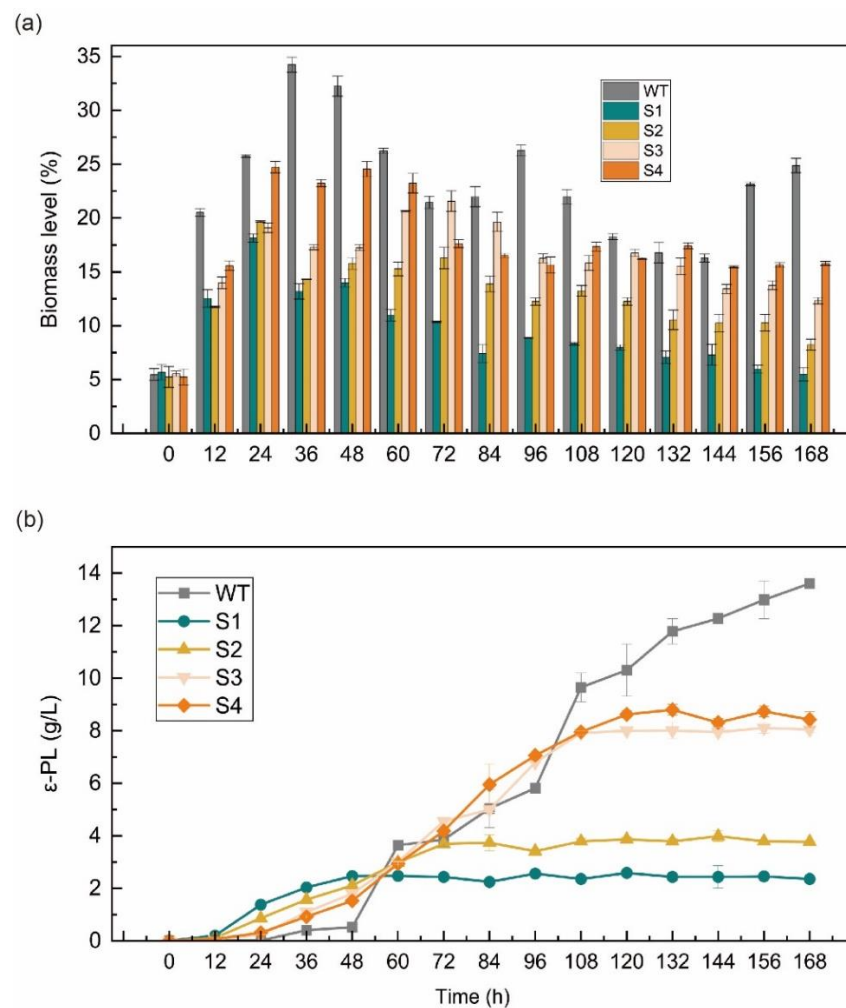 (a)
Biomass level (%)
35
30
25
20
15
10
5
0
WT
S1
S2
S3
S4
0 12 24 36 48 60 72 84 96 108 120 132 144 156 168
(b)
ε-PL (g/L)
14
12
10
8
6
4
2
0
WT
S1
S2
S3
S4
0 12 24 36 48 60 72 84 96 108 120 132 144 156 168
Time (h)